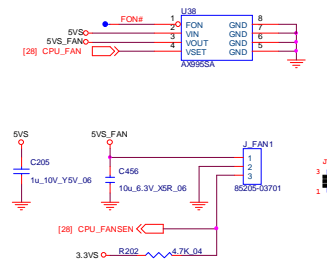 U38
FON#
1 FON GND 8
5VS 2 VIN GND 7
5VS_FAN 3 VOUT GND 6
[28] CPU_FAN 4 VSET GND 5
AX995SA
5VS
5VS_FAN
J_FAN1
C205
1u_10V_Y5V_06
C456
10u_6.3V_X5R_06
1
2
3
85205-03701
J
3
1
[28] CPU_FANSEN
3.3VS R202 4.7K_04